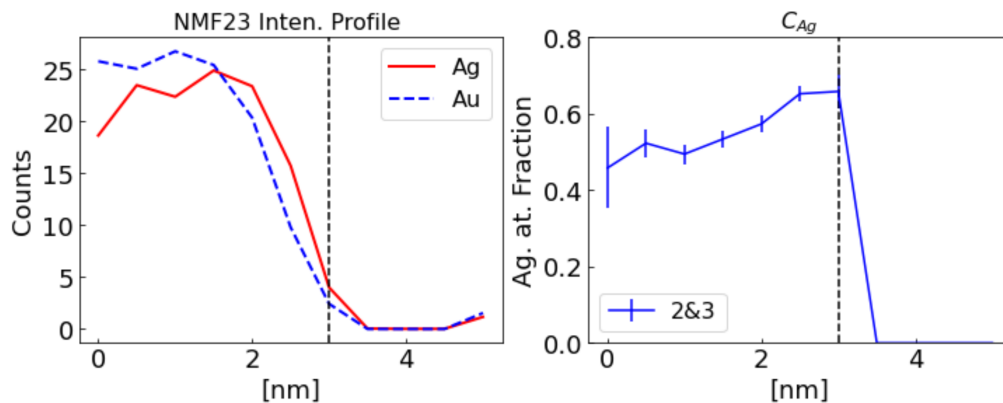 NMF23 Inten. Profile
Counts
25
20
15
10
5
0
0
2
4
[nm]
Ag
Au
C_Ag
Ag. at. Fraction
0.8
0.6
0.4
0.2
0.0
0
2
4
[nm]
2&3